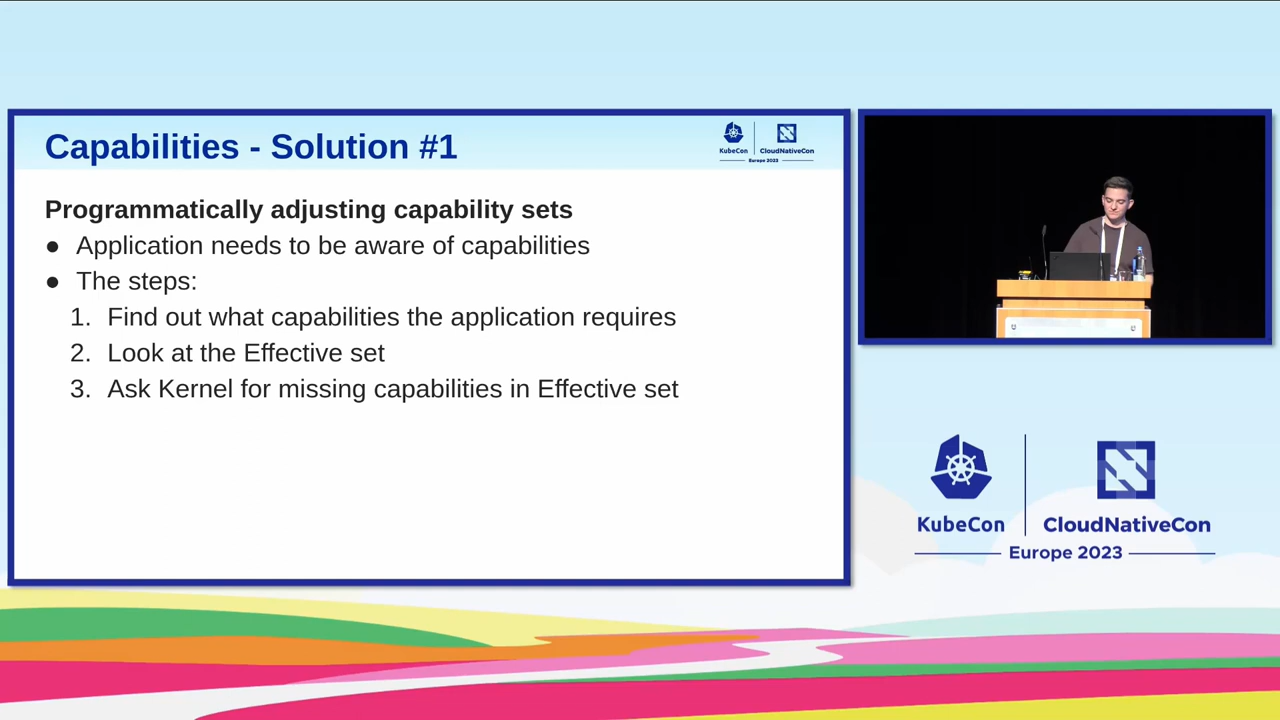 Capabilities - Solution #1
KubeCon
CloudNativeCon
Europe 2023
Programmatically adjusting capability sets
● Application needs to be aware of capabilities
● The steps:
1. Find out what capabilities the application requires
2. Look at the Effective set
3. Ask Kernel for missing capabilities in Effective set
KubeCon
CloudNativeCon
Europe 2023